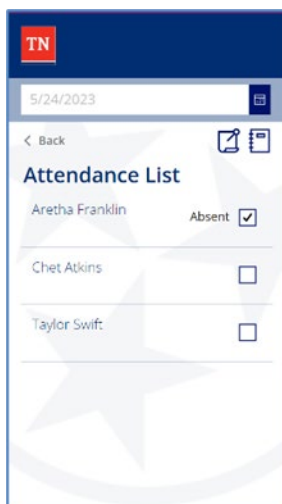 TN
5/24/2023
Back
Attendance List
Aretha Franklin Absent
Chet Atkins
Taylor Swift